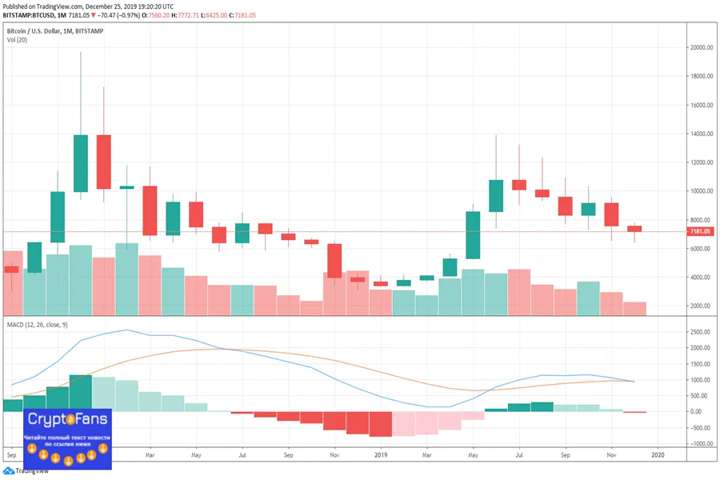 Published on TradingView.com, December 25, 2019 19:20:20 UTC
BITSTAMP:BTCUSD, 1M 7181.05 ▼ −70.47 (−0.97%) O:7560.20 H:7772.71 L:6425.00 C:7181.05
Bitcoin / U.S. Dollar, 1M, BITSTAMP
Vol (20)
20000.00
18000.00
16000.00
14000.00
12000.00
10000.00
8000.00
7181.05
6000.00
4000.00
2000.00
MACD (12, 26, close, 9)
2500.00
2000.00
1500.00
1000.00
500.00
0.00
-500.00
-1000.00
CryptoFans
Читайте полный текст новости
по ссылке ниже
Sep Mar May Jul Sep Nov 2019 Mar May Jul Sep Nov 2020
TradingView